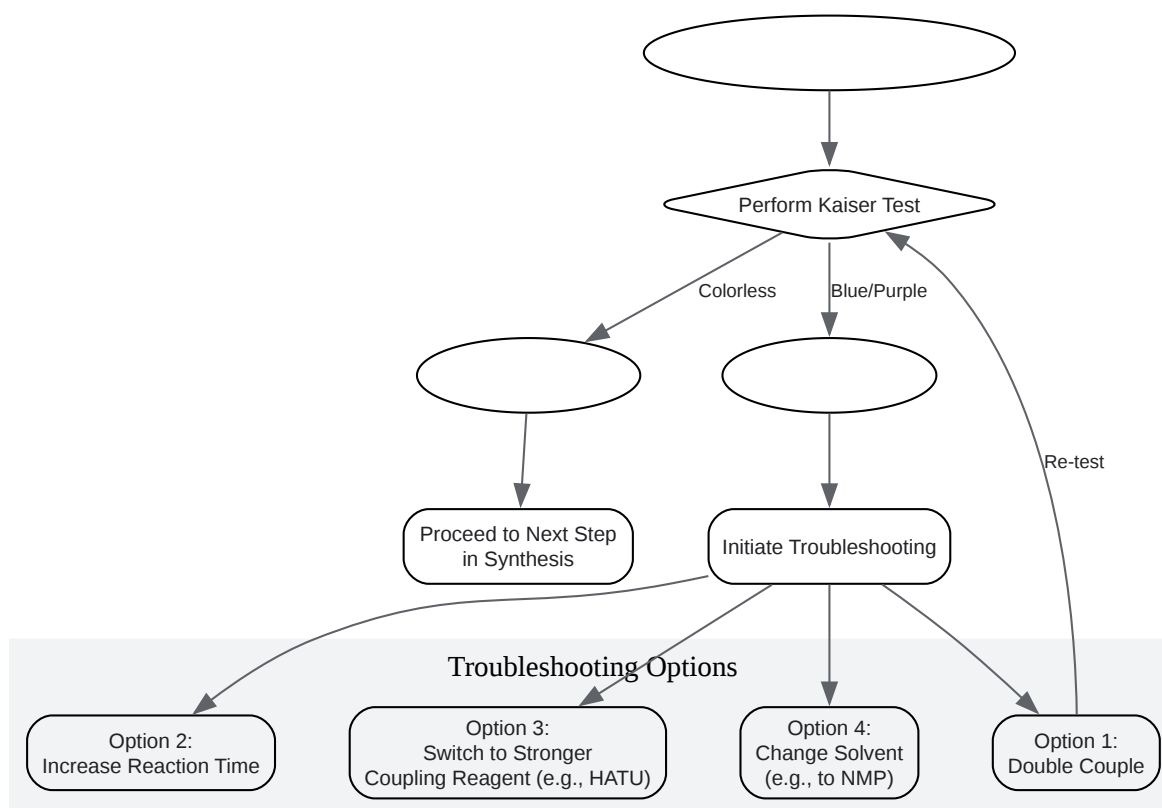 Perform Kaiser Test
Colorless
Blue/Purple
Re-test
Proceed to Next Step
in Synthesis
Initiate Troubleshooting
Troubleshooting Options
Option 2:
Increase Reaction Time
Option 3:
Switch to Stronger
Coupling Reagent (e.g., HATU)
Option 4:
Change Solvent
(e.g., to NMP)
Option 1:
Double Couple